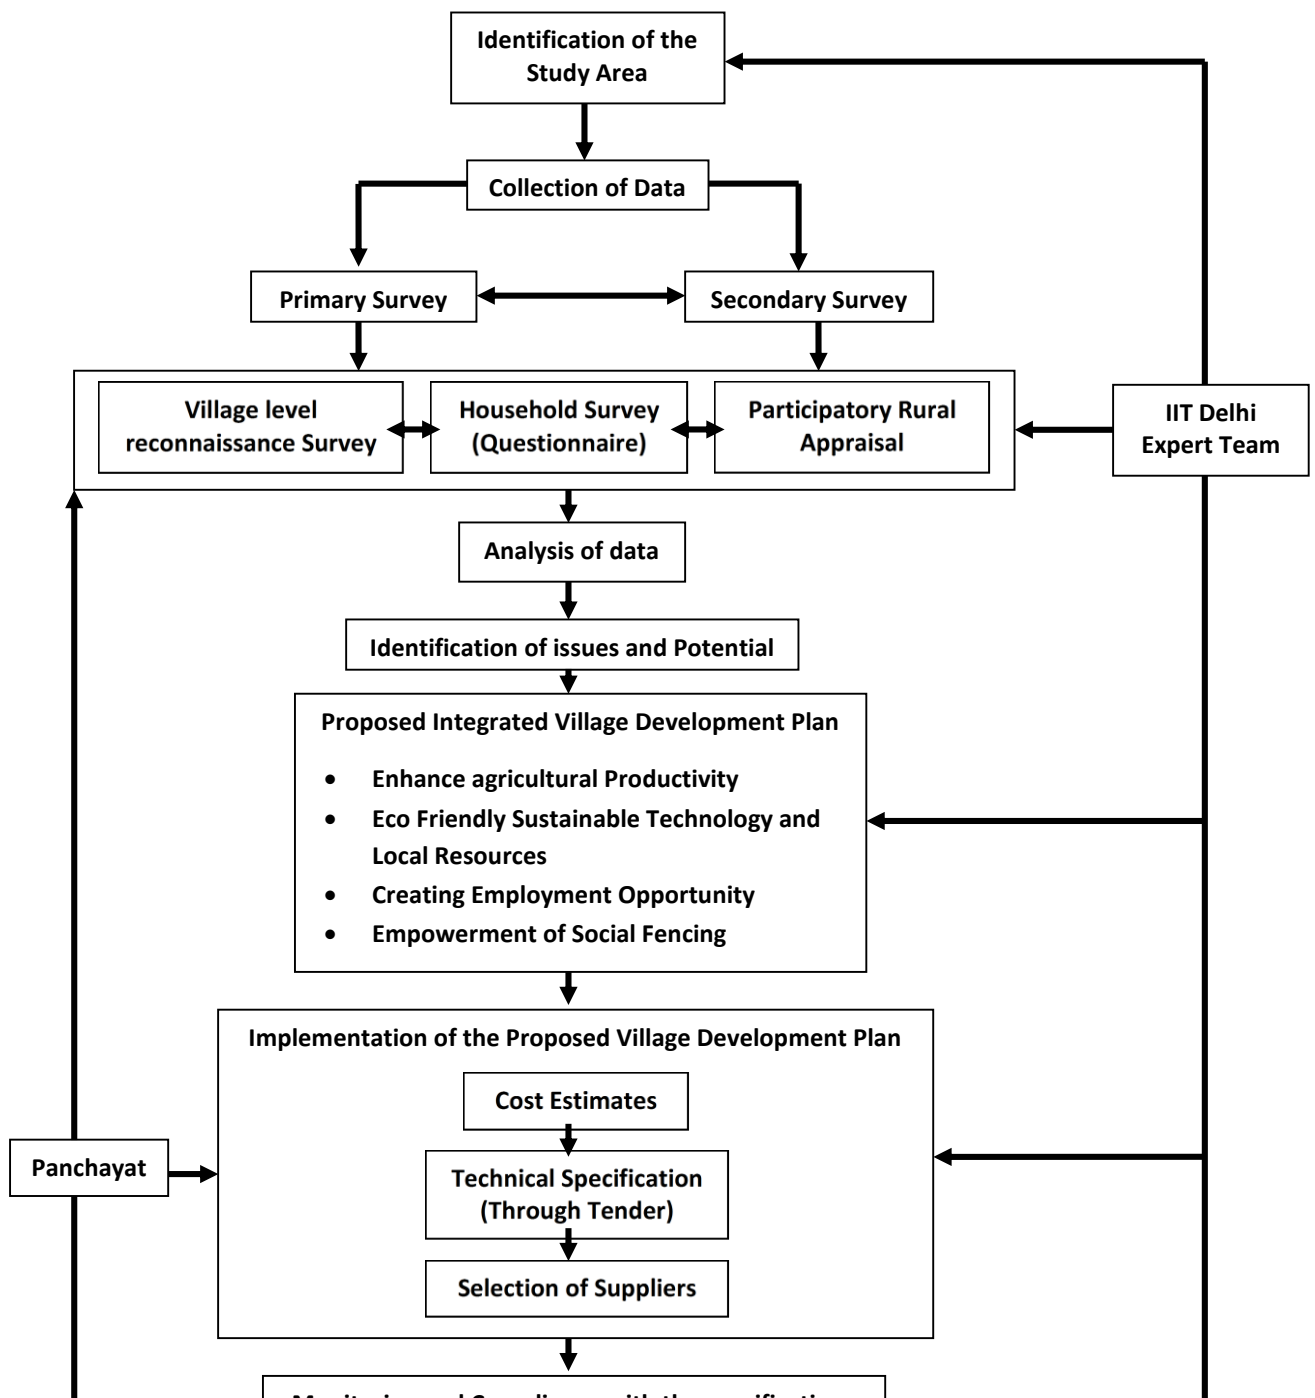 Identification of the
Study Area
Collection of Data
Primary Survey
Secondary Survey
Village level
reconnaissance Survey
Household Survey
(Questionnaire)
Participatory Rural
Appraisal
IIT Delhi
Expert Team
Analysis of data
Identification of issues and Potential
Proposed Integrated Village Development Plan
• Enhance agricultural Productivity
• Eco Friendly Sustainable Technology and
Local Resources
• Creating Employment Opportunity
• Empowerment of Social Fencing
Implementation of the Proposed Village Development Plan
Cost Estimates
Panchayat
Technical Specification
(Through Tender)
Selection of Suppliers